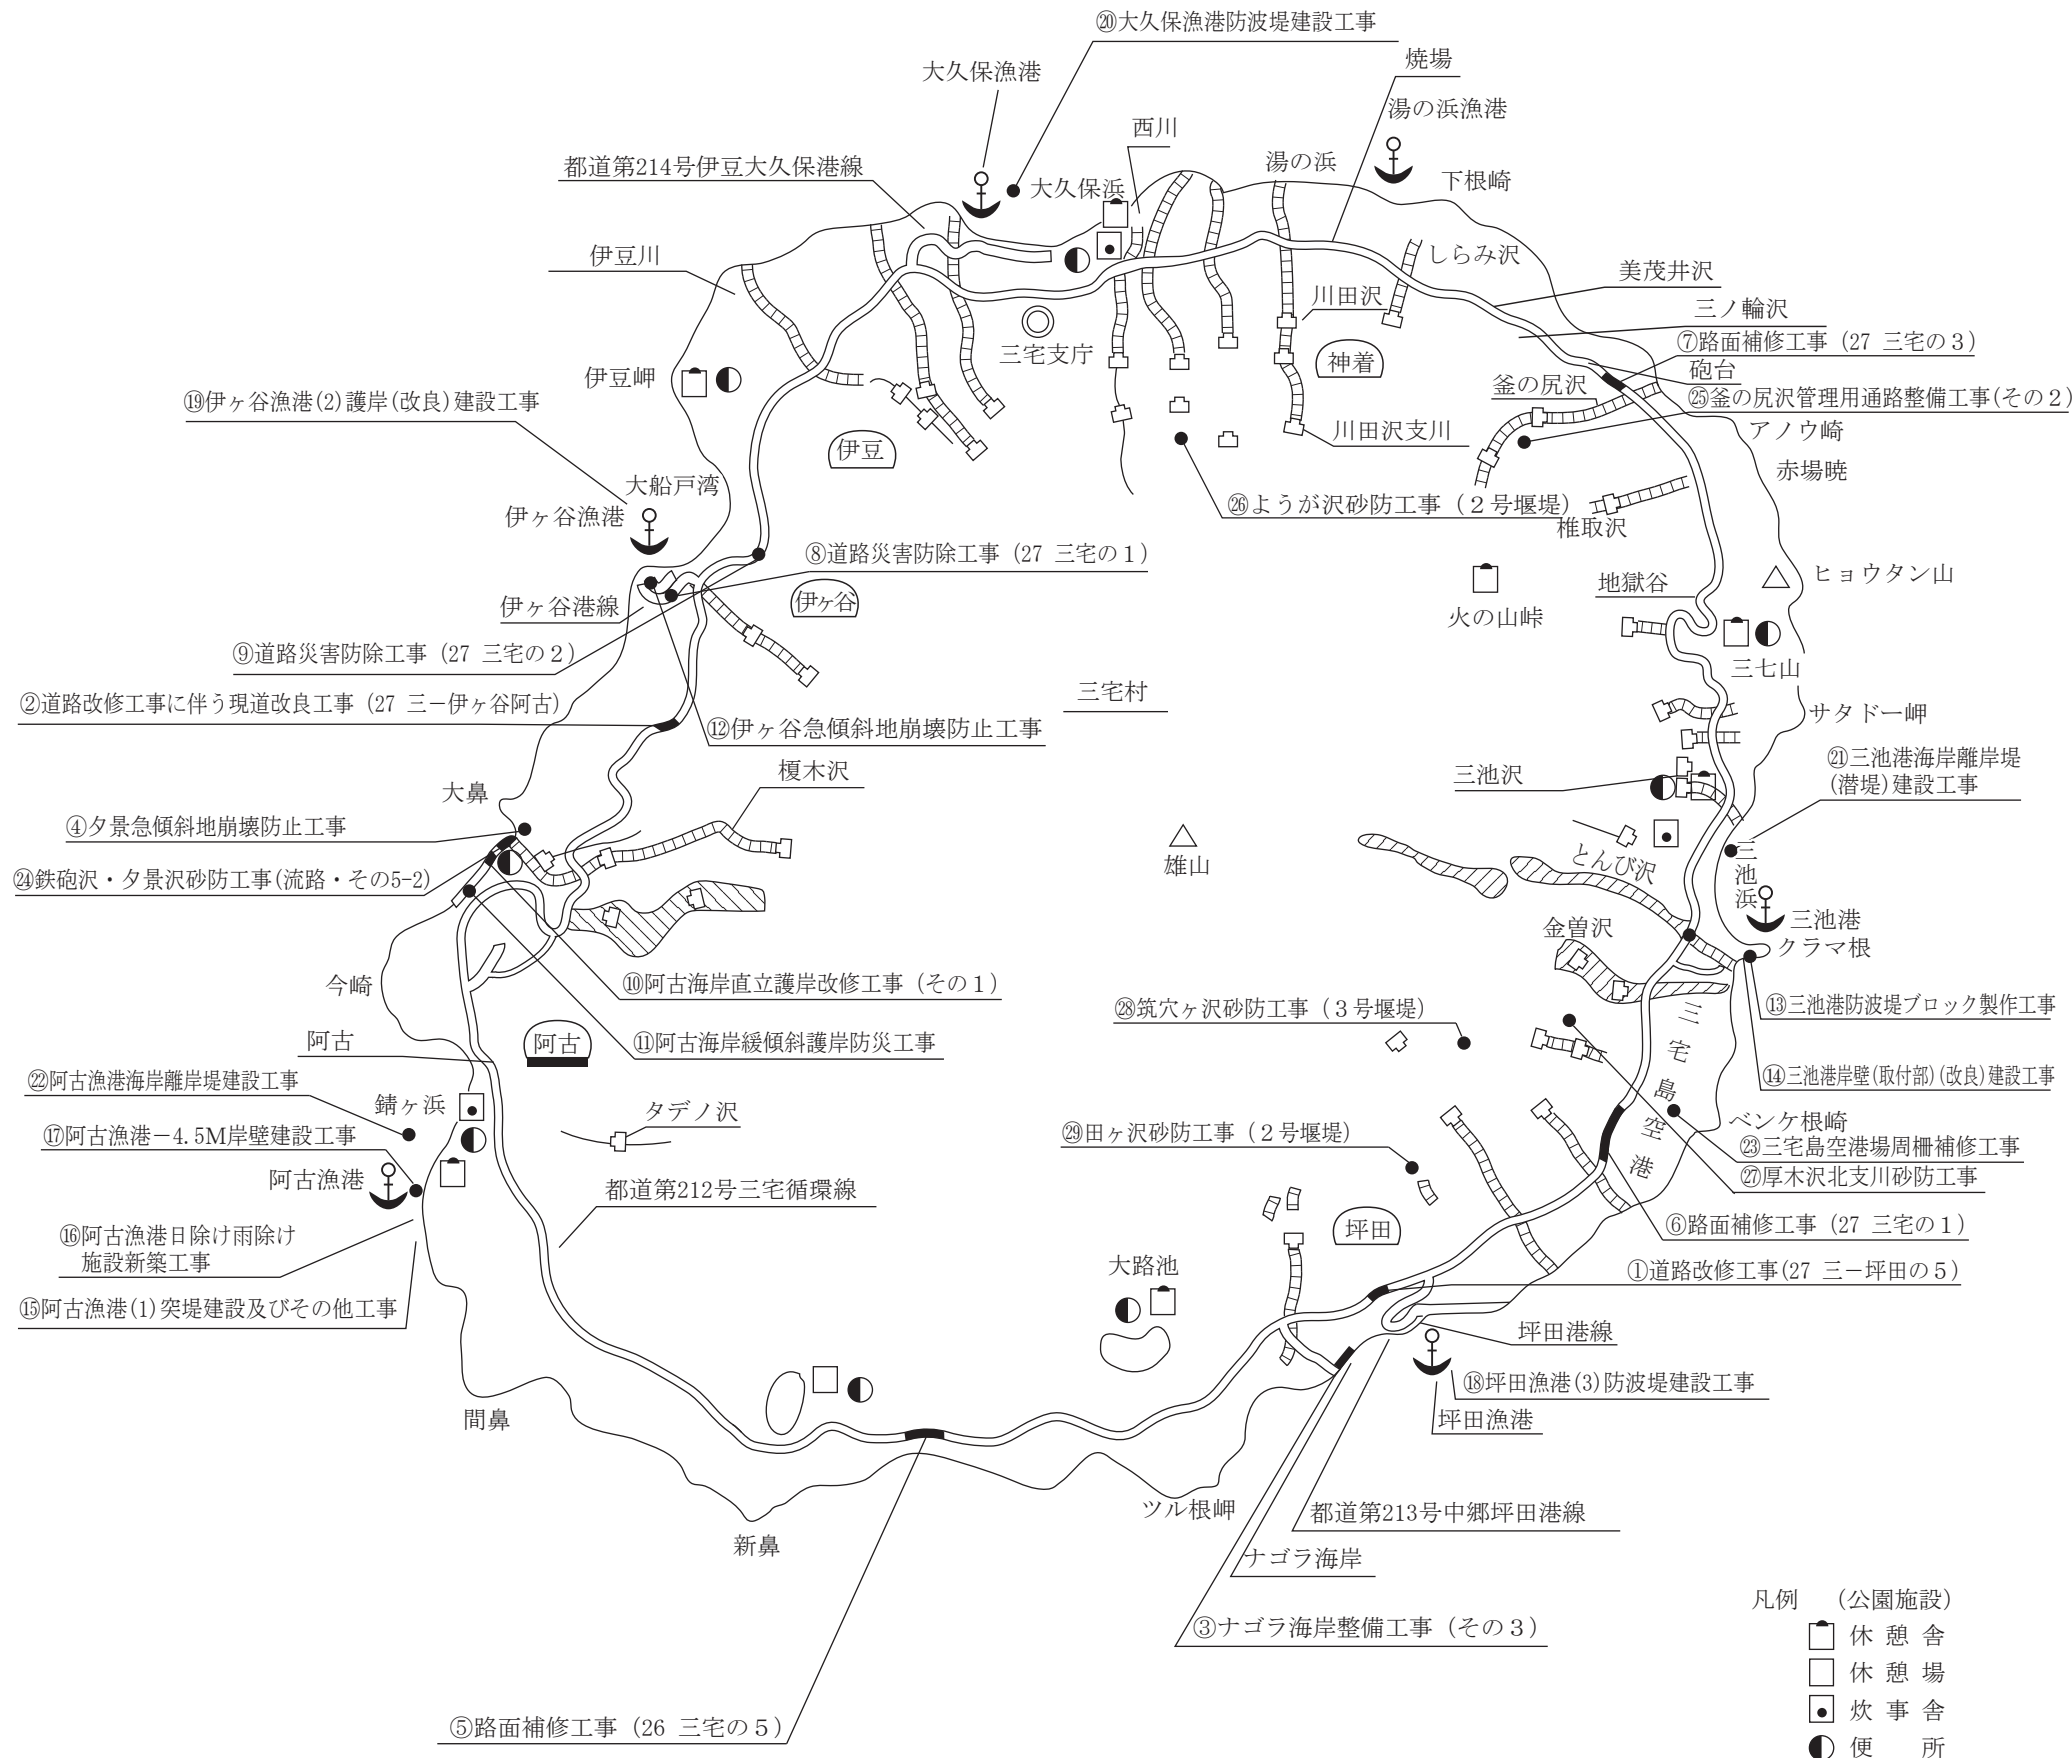 ⑳大久保漁港防波堤建設工事
焼場
大久保漁港
湯の浜漁港
西川
都道第214号伊豆大久保港線
湯の浜
下根崎
大久保浜
伊豆川
しらみ沢
美茂井沢
川田沢
三ノ輪沢
三宅支庁
⑦路面補修工事（27 三宅の３）
神着
砲台
伊豆岬
釜の尻沢
⑲伊ヶ谷漁港(2)護岸(改良)建設工事
㉕釜の尻沢管理用通路整備工事(その２)
川田沢支川
アノウ崎
伊豆
赤場暁
大船戸湾
㉖ようが沢砂防工事（２号堰堤）
伊ヶ谷漁港
椎取沢
⑧道路災害防除工事（27 三宅の１）
ヒョウタン山
地獄谷
伊ヶ谷港線
伊ヶ谷
火の山峠
⑨道路災害防除工事（27 三宅の２）
三七山
②道路改修工事に伴う現道改良工事（27 三−伊ヶ谷阿古）
三宅村
サタドー岬
⑫伊ヶ谷急傾斜地崩壊防止工事
榎木沢
三池沢
㉑三池港海岸離岸堤
(潜堤)建設工事
大鼻
④夕景急傾斜地崩壊防止工事
雄山
とんび沢
三池浜
㉔鉄砲沢・夕景沢砂防工事(流路・その5-2)
三池港
金曽沢
クラマ根
今崎
⑩阿古海岸直立護岸改修工事（その１）
㉘筑穴ヶ沢砂防工事（３号堰堤）
⑬三池港防波堤ブロック製作工事
三宅島空港
阿古
阿古
⑪阿古海岸緩傾斜護岸防災工事
㉒阿古漁港海岸離岸堤建設工事
⑭三池港岸壁(取付部)(改良)建設工事
錆ヶ浜
タデノ沢
ベンケ根崎
⑰阿古漁港−4.5M岸壁建設工事
㉙田ヶ沢砂防工事（２号堰堤）
㉓三宅島空港場周柵補修工事
阿古漁港
㉗厚木沢北支川砂防工事
都道第212号三宅循環線
⑯阿古漁港日除け雨除け
施設新築工事
坪田
⑥路面補修工事（27 三宅の１）
大路池
①道路改修工事(27 三−坪田の５)
⑮阿古漁港(1)突堤建設及びその他工事
坪田港線
⑱坪田漁港(3)防波堤建設工事
間鼻
坪田漁港
ツル根岬
都道第213号中郷坪田港線
新鼻
ナゴラ海岸
凡例　（公園施設）
③ナゴラ海岸整備工事（その３）
休憩舎
休憩場
炊事舎
⑤路面補修工事（26 三宅の５）
便所